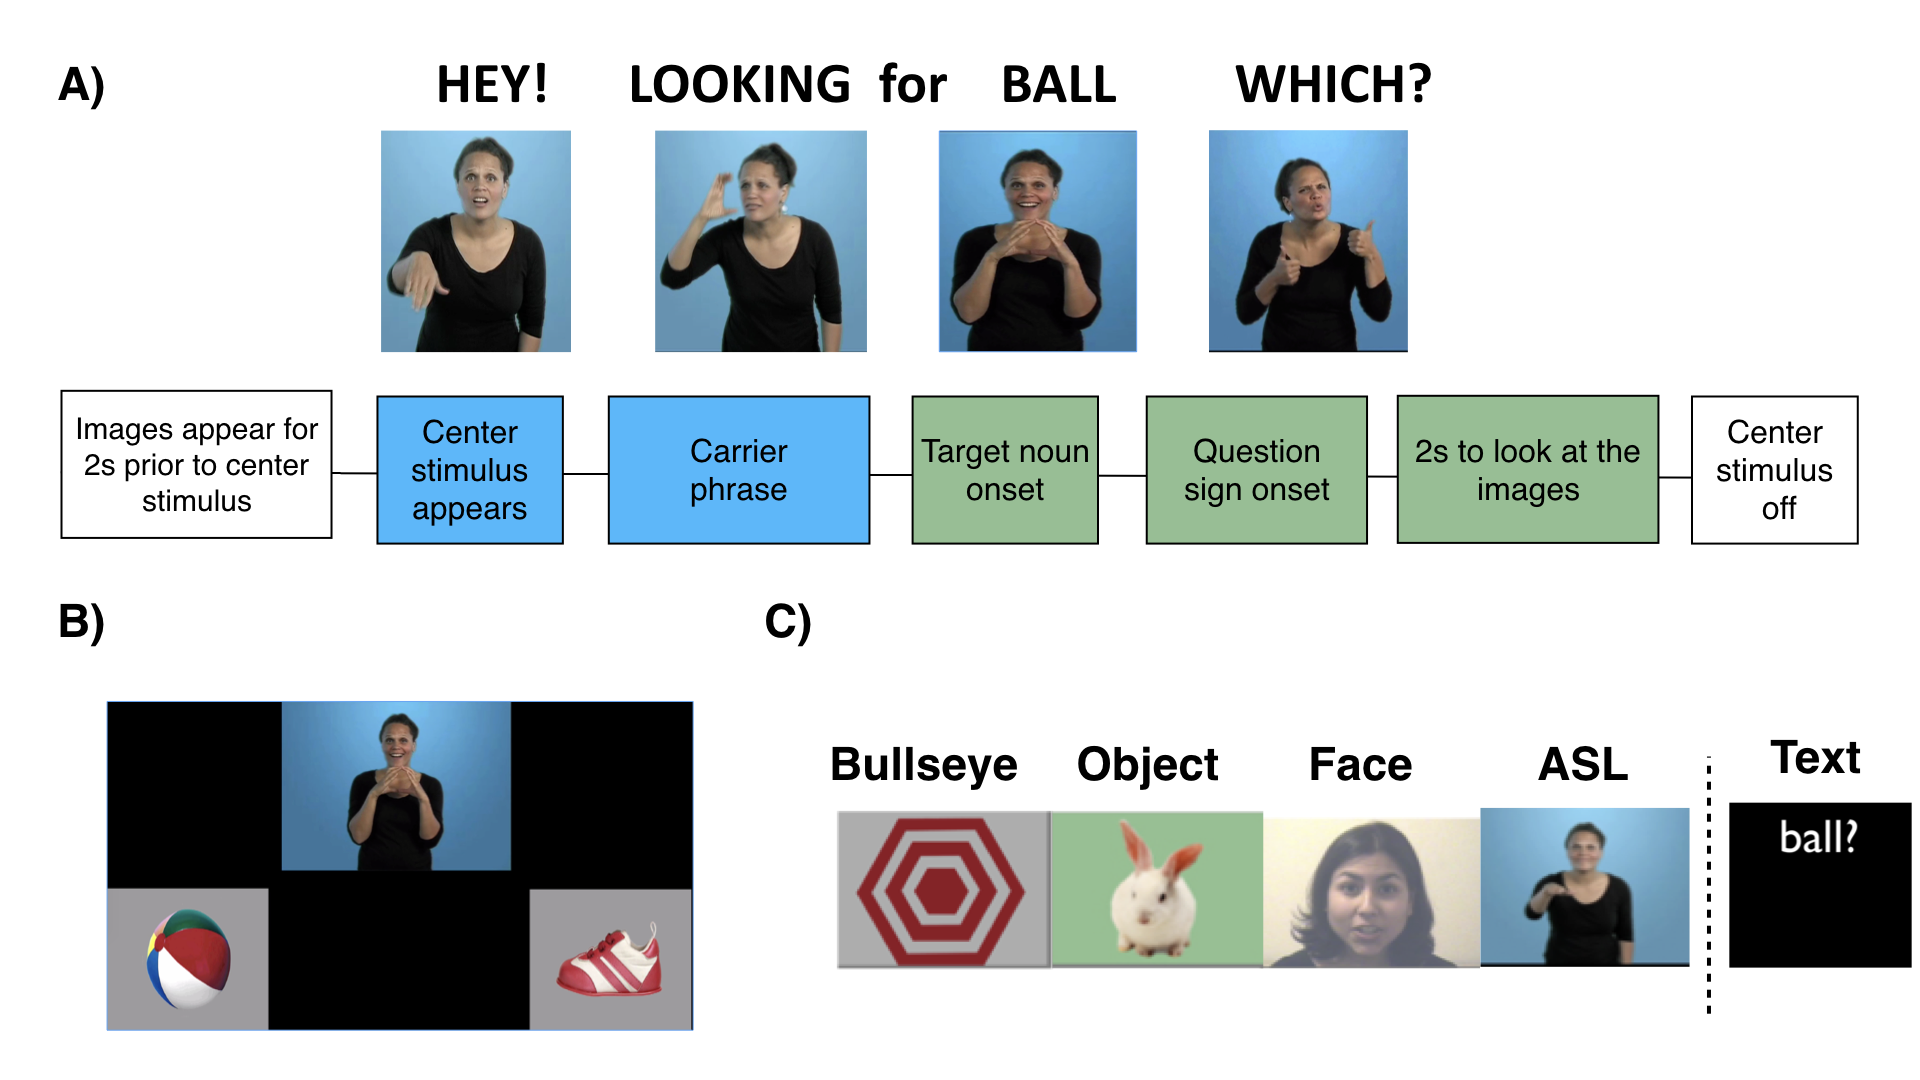 A)
HEY! LOOKING for BALL WHICH?
Images appear for
2s prior to center
stimulus
Center
stimulus
appears
Carrier
phrase
Target noun
onset
Question
sign onset
2s to look at the
images
Center
stimulus
off
B)
C)
Bullseye Object Face ASL Text
ball?